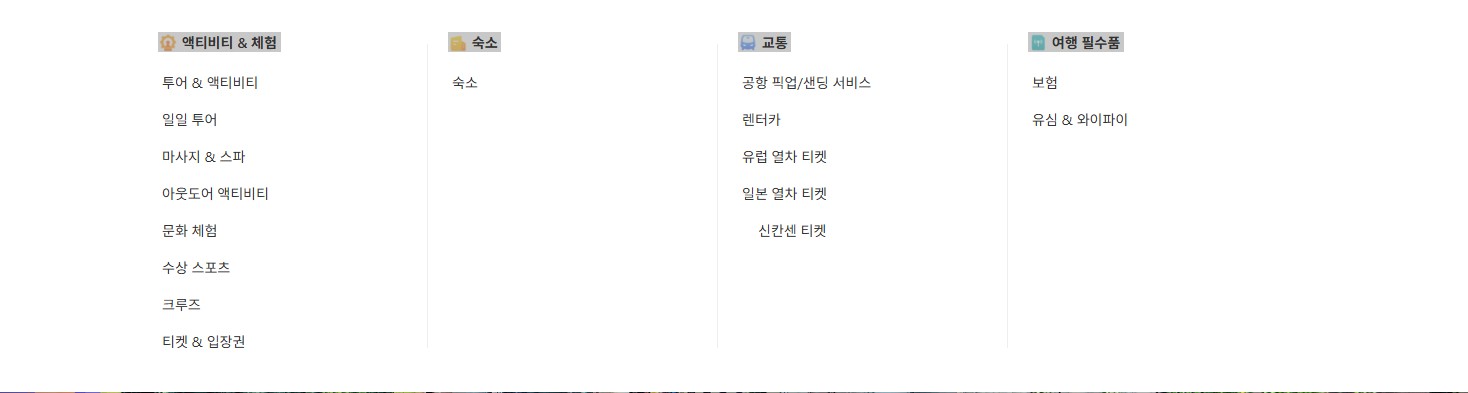 액티비티 & 체험
투어 & 액티비티
일일 투어
마사지 & 스파
아웃도어 액티비티
문화 체험
수상 스포츠
크루즈
티켓 & 입장권
숙소
숙소
교통
공항 픽업/샌딩 서비스
렌터카
유럽 열차 티켓
일본 열차 티켓
신칸센 티켓
여행 필수품
보험
유심 & 와이파이